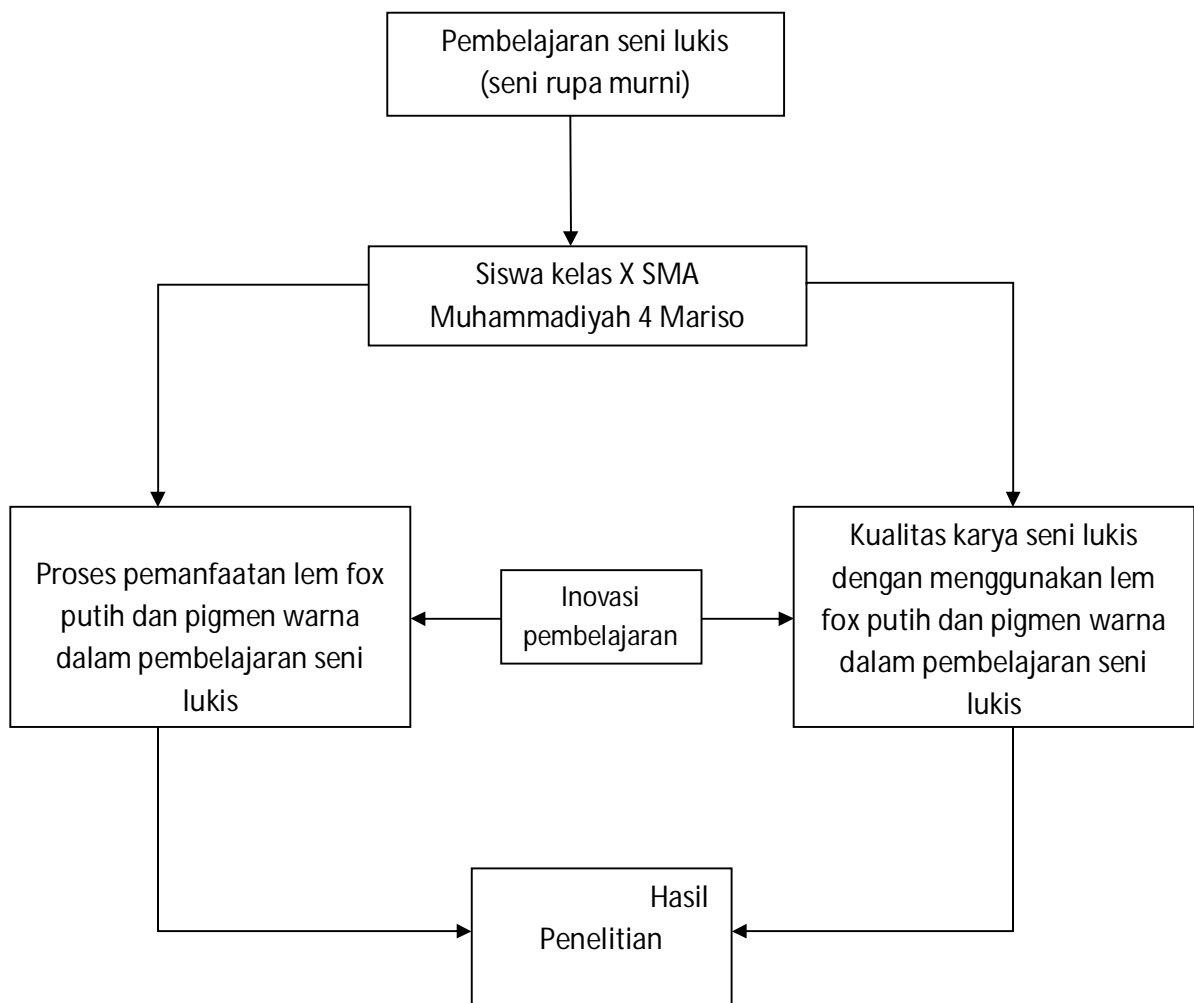 Pembelajaran seni lukis
(seni rupa murni)
Siswa kelas X SMA
Muhammadiyah 4 Mariso
Proses pemanfaatan lem fox
putih dan pigmen warna
dalam pembelajaran seni
lukis
Inovasi
pembelajaran
Kualitas karya seni lukis
dengan menggunakan lem
fox putih dan pigmen warna
dalam pembelajaran seni
lukis
Hasil
Penelitian